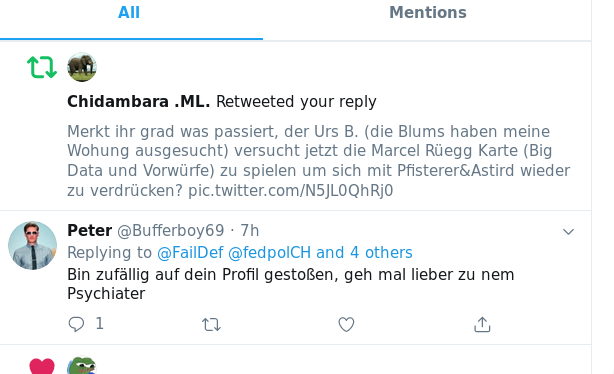 All
Mentions
Chidambara .ML. Retweeted your reply
Merkt ihr grad was passiert, der Urs B. (die Blums haben meine
Wohung ausgesucht) versucht jetzt die Marcel Rüegg Karte (Big
Data und Vorwürfe) zu spielen um sich mit Pfisterer&Astird wieder
zu verdrücken? pic.twitter.com/N5JL0QhRj0
Peter @Bufferboy69 · 7h
Replying to @FailDef @fedpolCH and 4 others
Bin zufällig auf dein Profil gestoßen, geh mal lieber zu nem
Psychiater
1